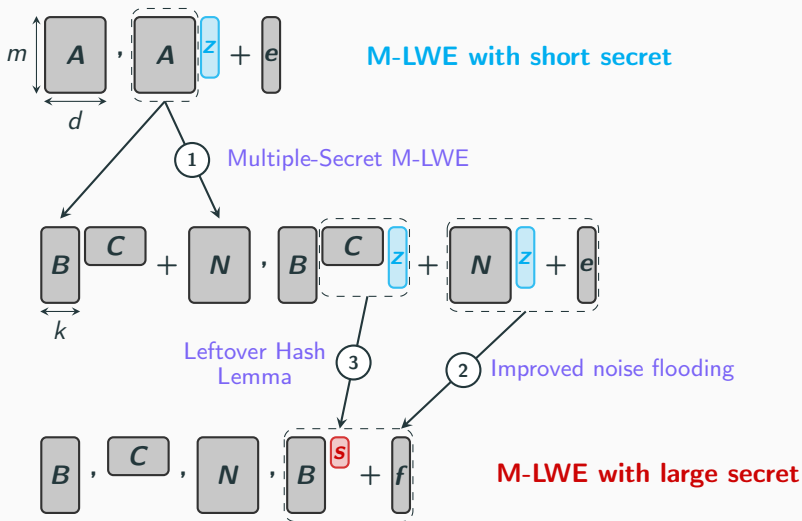 m A , A z + e M-LWE with short secret
d
1 Multiple-Secret M-LWE
B C + N , B C z + N z + e
k
Leftover Hash
Lemma
3
2 Improved noise flooding
B , C , N , B s + f M-LWE with large secret